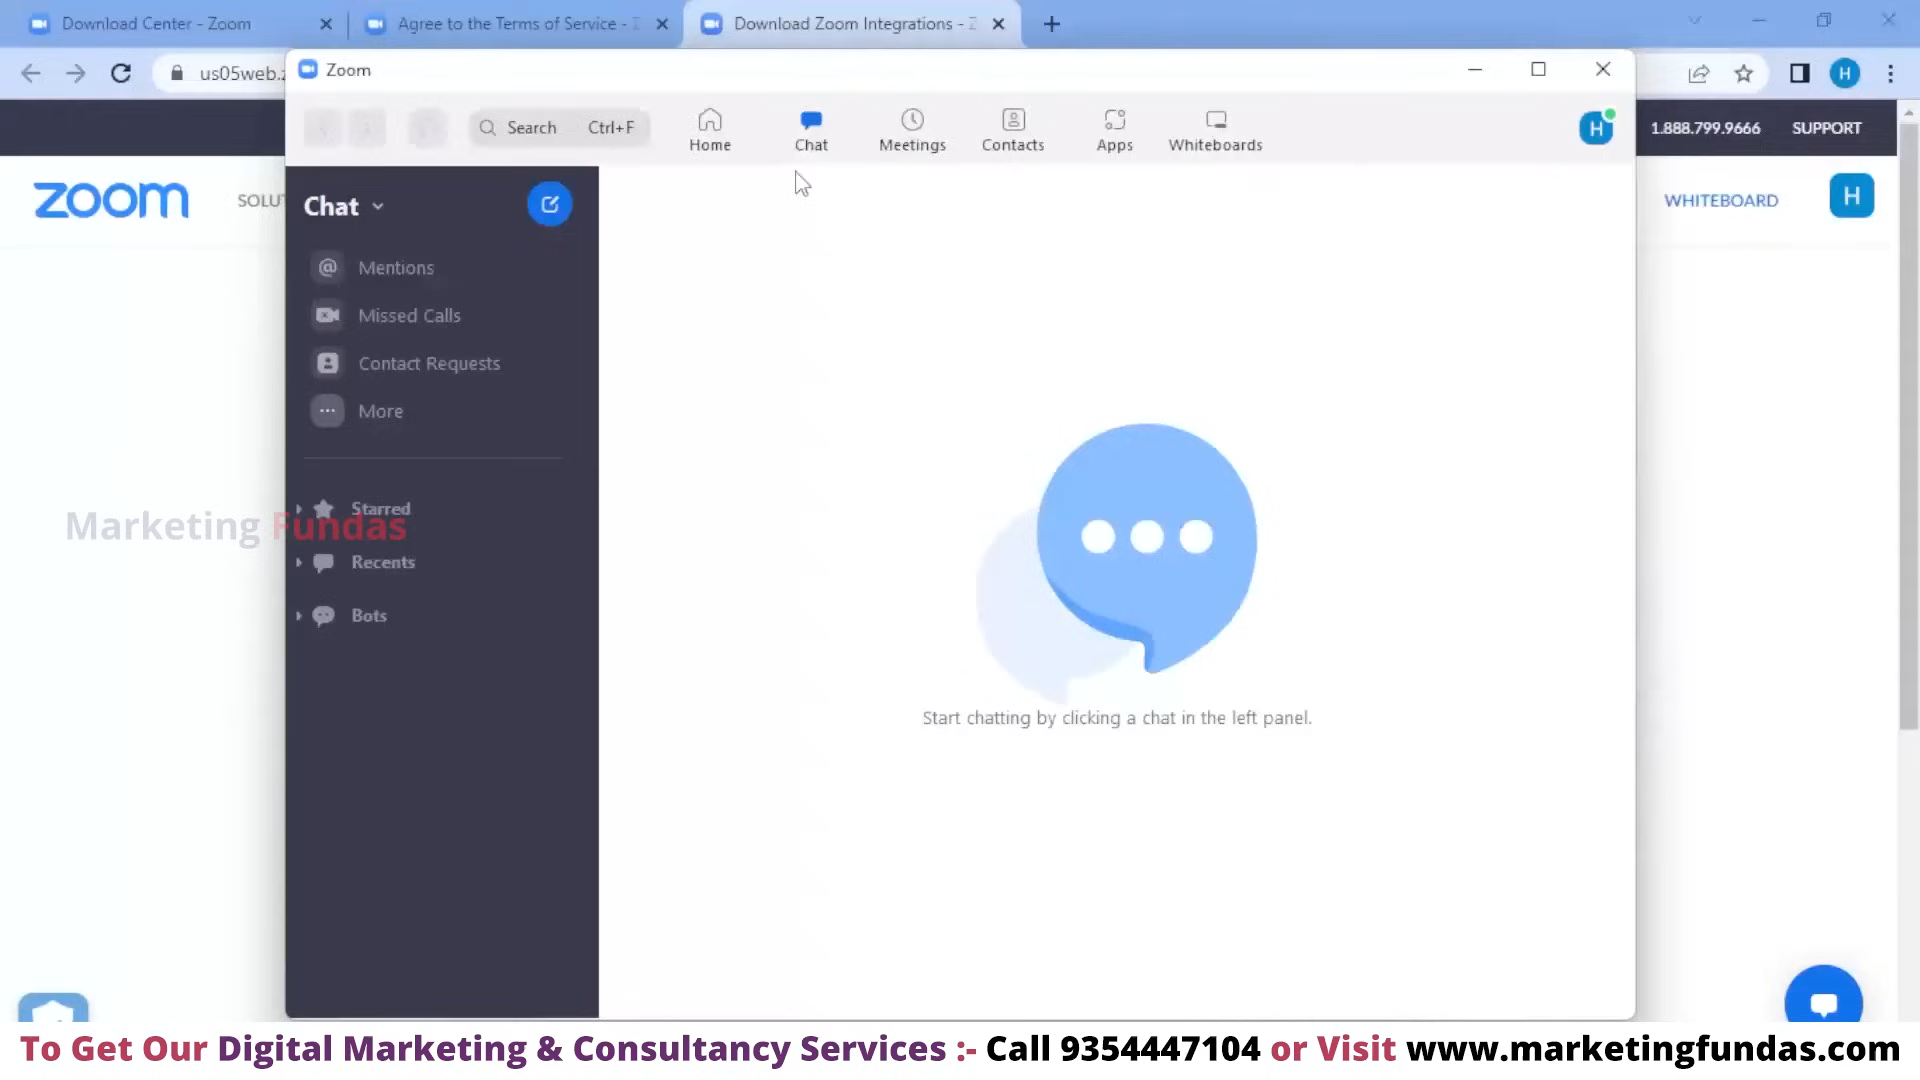 Download Center - Zoom
Agree to the Terms of Service -
Download Zoom Integrations -
us05web.z
H
Zoom
Search Ctrl+F
Home
Chat
Meetings
Contacts
Apps
Whiteboards
H
1.888.799.9666
SUPPORT
zoom
SOLU
WHITEBOARD
H
Chat
@ Mentions
Missed Calls
Contact Requests
More
Starred
Marketing Fundas
Recents
Bots
Start chatting by clicking a chat in the left panel.
To Get Our Digital Marketing & Consultancy Services :- Call 9354447104 or Visit www.marketingfundas.com